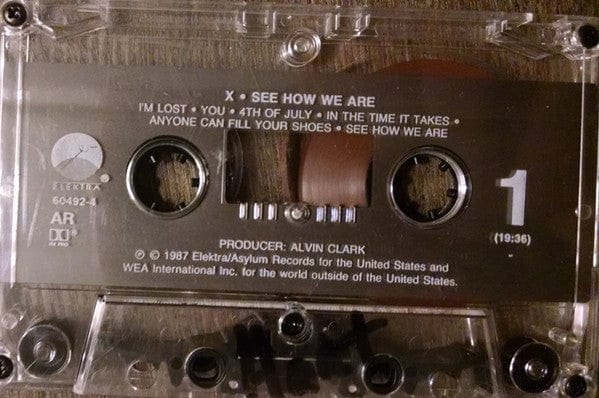 X • SEE HOW WE ARE
I'M LOST • YOU • 4TH OF JULY • IN THE TIME IT TAKES •
ANYONE CAN FILL YOUR SHOES • SEE HOW WE ARE
ELEKTRA ®
60492-4
AR
1
(19:36)
PRODUCER: ALVIN CLARK
℗ © 1987 Elektra/Asylum Records for the United States and
WEA International Inc. for the world outside of the United States.